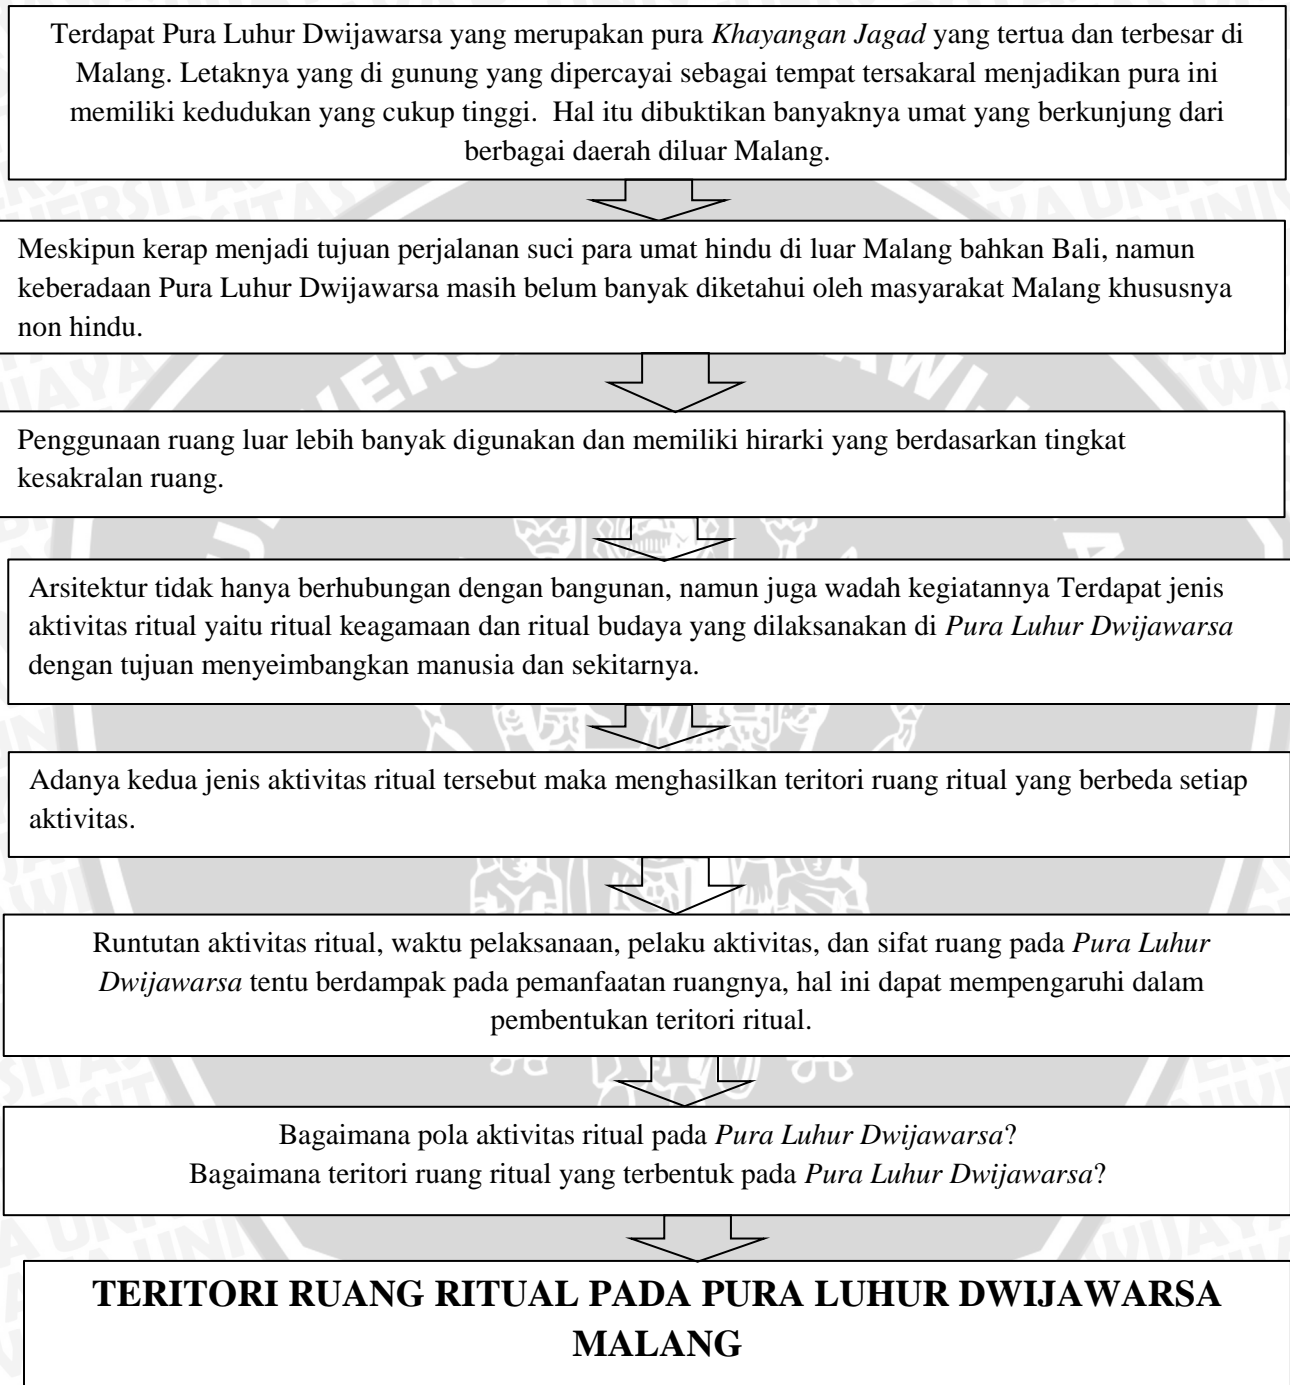 Terdapat Pura Luhur Dwijawarsa yang merupakan pura Khayangan Jagad yang tertua dan terbesar di
Malang. Letaknya yang di gunung yang dipercayai sebagai tempat tersakaral menjadikan pura ini
memiliki kedudukan yang cukup tinggi.  Hal itu dibuktikan banyaknya umat yang berkunjung dari
berbagai daerah diluar Malang.
Meskipun kerap menjadi tujuan perjalanan suci para umat hindu di luar Malang bahkan Bali, namun
keberadaan Pura Luhur Dwijawarsa masih belum banyak diketahui oleh masyarakat Malang khususnya
non hindu.
Penggunaan ruang luar lebih banyak digunakan dan memiliki hirarki yang berdasarkan tingkat
kesakralan ruang.
Arsitektur tidak hanya berhubungan dengan bangunan, namun juga wadah kegiatannya Terdapat jenis
aktivitas ritual yaitu ritual keagamaan dan ritual budaya yang dilaksanakan di Pura Luhur Dwijawarsa
dengan tujuan menyeimbangkan manusia dan sekitarnya.
Adanya kedua jenis aktivitas ritual tersebut maka menghasilkan teritori ruang ritual yang berbeda setiap
aktivitas.
Runtutan aktivitas ritual, waktu pelaksanaan, pelaku aktivitas, dan sifat ruang pada Pura Luhur
Dwijawarsa tentu berdampak pada pemanfaatan ruangnya, hal ini dapat mempengaruhi dalam
pembentukan teritori ritual.
Bagaimana pola aktivitas ritual pada Pura Luhur Dwijawarsa?
Bagaimana teritori ruang ritual yang terbentuk pada Pura Luhur Dwijawarsa?
TERITORI RUANG RITUAL PADA PURA LUHUR DWIJAWARSA
MALANG